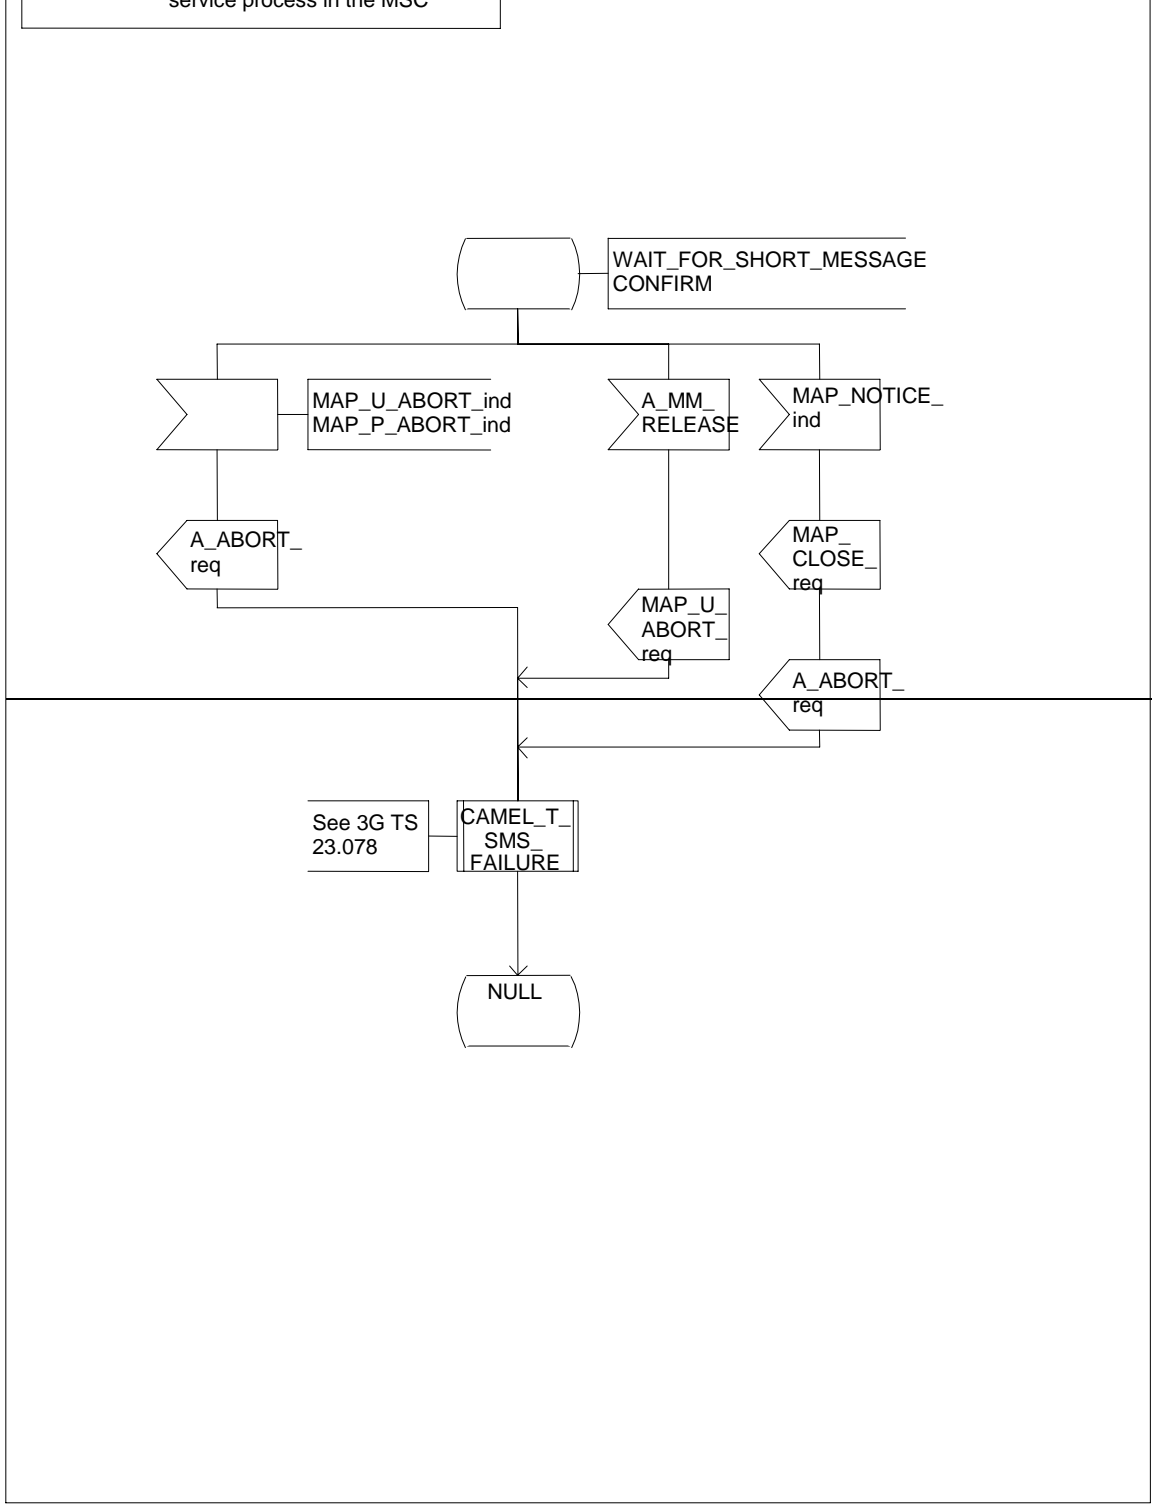 service process in the MSC
WAIT_FOR_SHORT_MESSAGE
CONFIRM
MAP_U_ABORT_ind
MAP_P_ABORT_ind
A_MM_
RELEASE
MAP_NOTICE_
ind
A_ABORT_
req
MAP_
CLOSE_
req
MAP_U_
ABORT_
req
A_ABORT_
req
See 3G TS
23.078
CAMEL_T_
SMS_
FAILURE
NULL